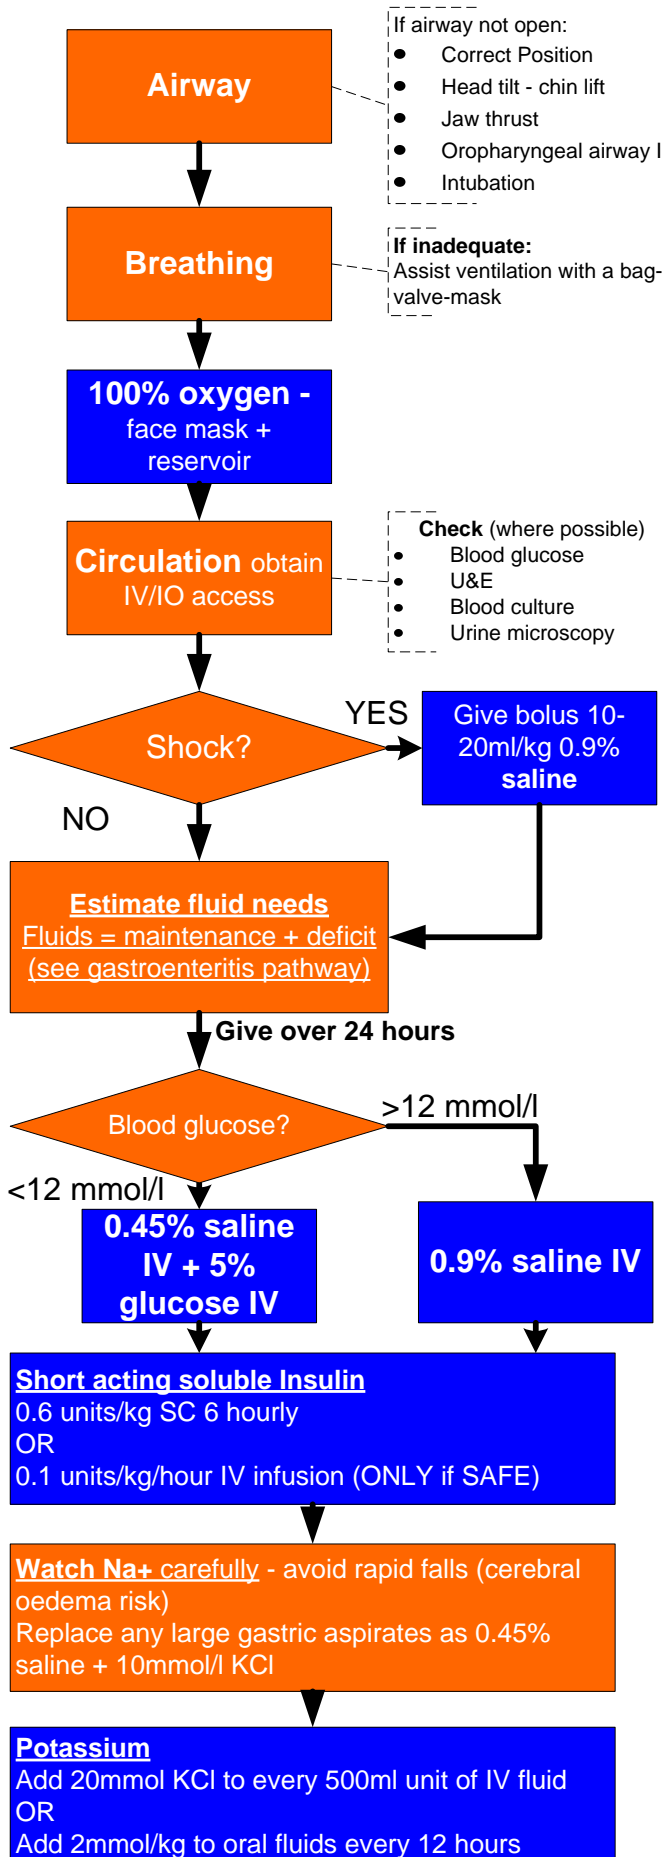 Airway
If airway not open:
• Correct Position
• Head tilt - chin lift
• Jaw thrust
• Oropharyngeal airway I
• Intubation
Breathing
If inadequate:
Assist ventilation with a bag-
valve-mask
100% oxygen -
face mask +
reservoir
Circulation obtain
IV/IO access
Check (where possible)
• Blood glucose
• U&E
• Blood culture
• Urine microscopy
Shock?
YES
Give bolus 10-
20ml/kg 0.9%
saline
NO
Estimate fluid needs
Fluids = maintenance + deficit
(see gastroenteritis pathway)
Give over 24 hours
Blood glucose?
>12 mmol/l
<12 mmol/l
0.45% saline
IV + 5%
glucose IV
0.9% saline IV
Short acting soluble Insulin
0.6 units/kg SC 6 hourly
OR
0.1 units/kg/hour IV infusion (ONLY if SAFE)
Watch Na+ carefully - avoid rapid falls (cerebral
oedema risk)
Replace any large gastric aspirates as 0.45%
saline + 10mmol/l KCl
Potassium
Add 20mmol KCl to every 500ml unit of IV fluid
OR
Add 2mmol/kg to oral fluids every 12 hours